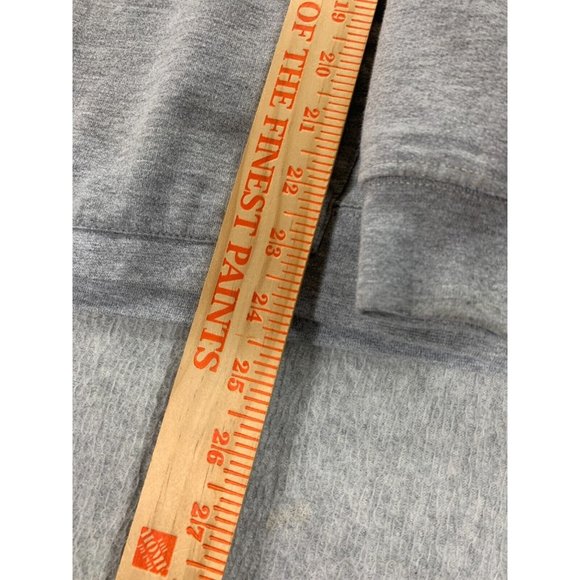 OF THE FINEST PAINTS
19 20 21 22 23 24 25 26 27